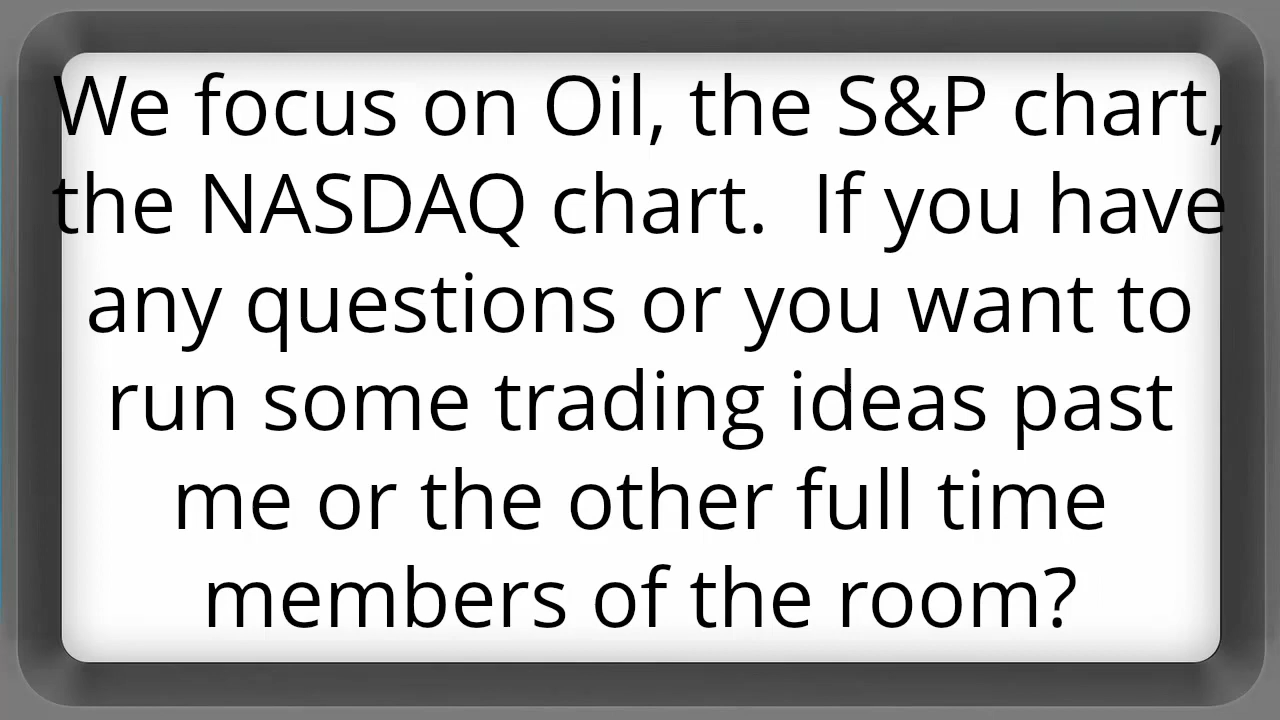 We focus on Oil, the S&P chart,
the NASDAQ chart.  If you have
any questions or you want to
run some trading ideas past
me or the other full time
members of the room?